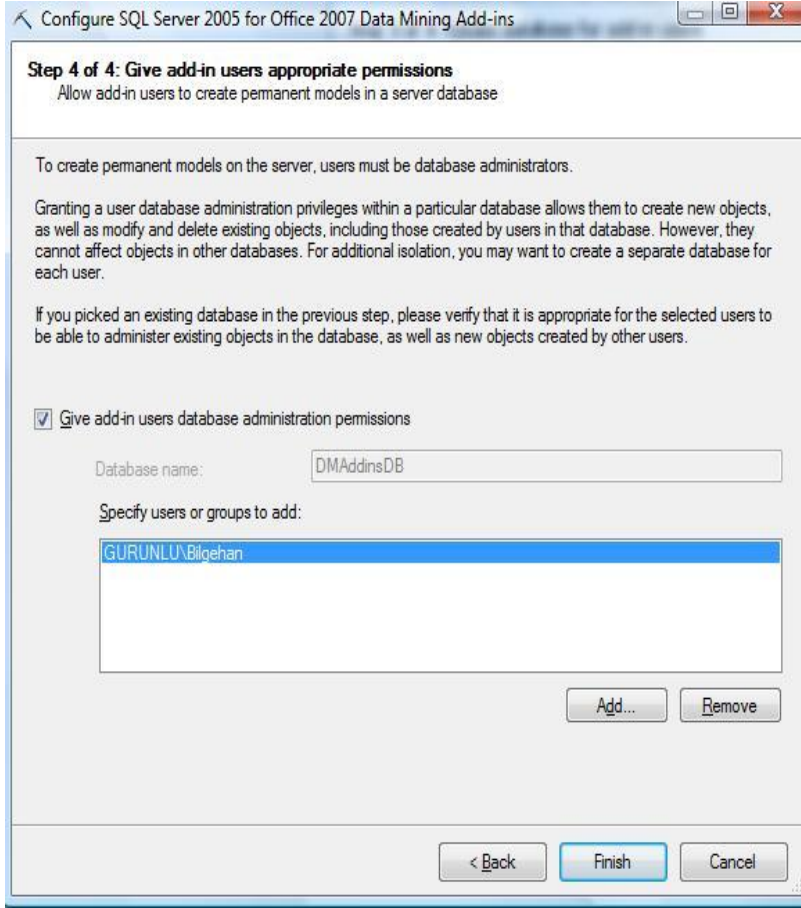 Configure SQL Server 2005 for Office 2007 Data Mining Add-ins
Step 4 of 4: Give add-in users appropriate permissions
Allow add-in users to create permanent models in a server database
To create permanent models on the server, users must be database administrators.
Granting a user database administration privileges within a particular database allows them to create new objects,
as well as modify and delete existing objects, including those created by users in that database. However, they
cannot affect objects in other databases. For additional isolation, you may want to create a separate database for
each user.
If you picked an existing database in the previous step, please verify that it is appropriate for the selected users to
be able to administer existing objects in the database, as well as new objects created by other users.
Give add-in users database administration permissions
Database name:
DMAddinsDB
Specify users or groups to add:
GURUNLU\Bilgehan
Add...
Remove
< Back
Finish
Cancel